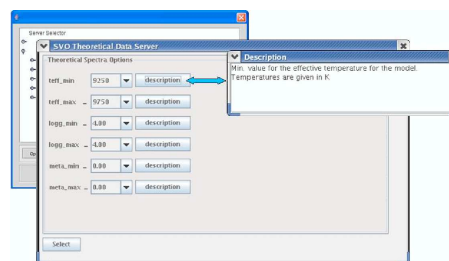 Server Selector
SVO Theoretical Data Server
Theoretical Spectra Options
teff_min 9250 description
teff_max 9750 description
logg_min 4.00 description
logg_max 4.00 description
meta_min 0.00 description
meta_max 0.00 description
Select
Description
Min. value for the effective temperature for the model.
Temperatures are given in K